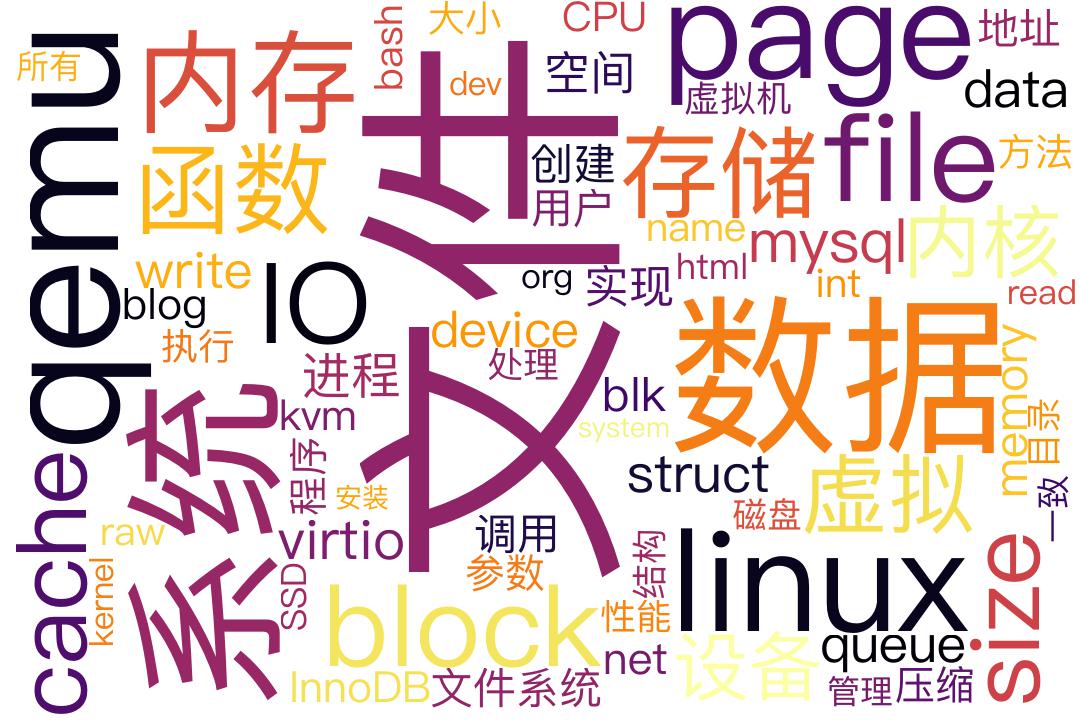 qemu
所有
内存
bash
大小
CPU
page
地址
dev
空间
虚拟机
data
函数
文件
创建
存储
file
方法
用户
name
mysql
内核
write
IO
org
实现
html
int
read
blog
执行
device
处理
数据
memory
进程
blk
system
目录
系统
kvm
程序
安装
struct
虚拟
磁盘
一致
cache
raw
virtio
调用
参数
结构
linux
size
kernel
SSD
block
性能
queue
net
设备
InnoDB
文件系统
管理
压缩